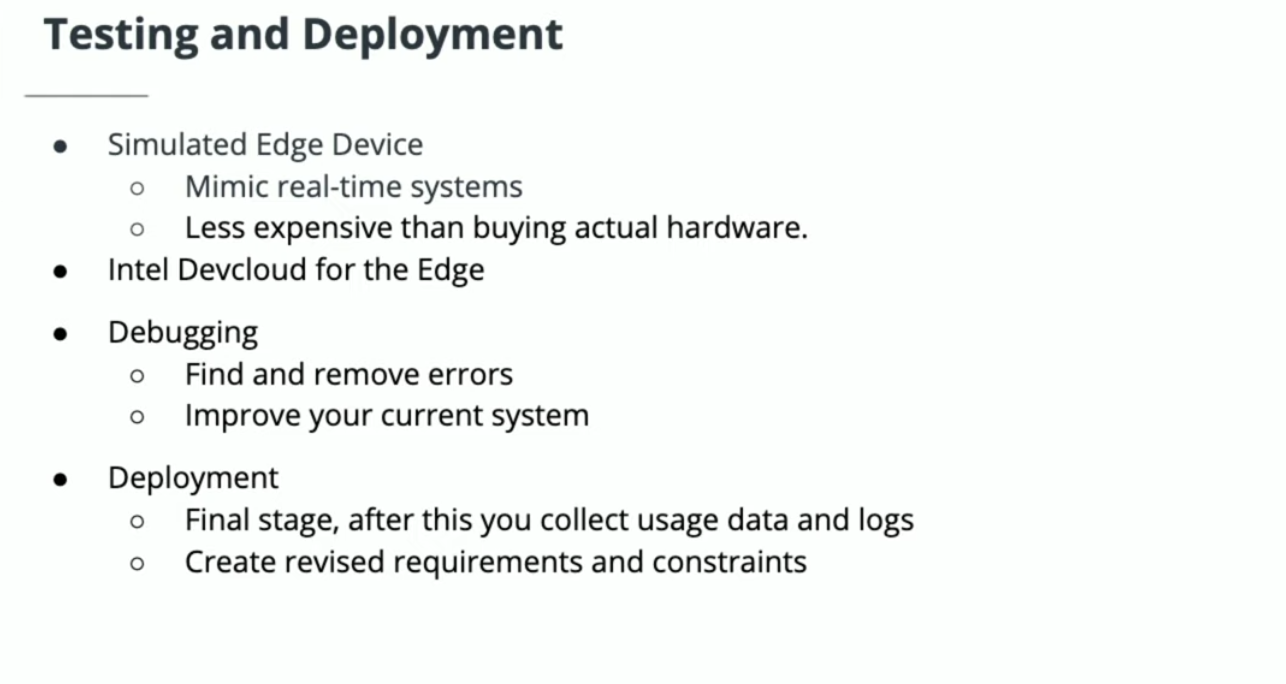 Testing and Deployment
● Simulated Edge Device
○ Mimic real-time systems
○ Less expensive than buying actual hardware.
● Intel Devcloud for the Edge
● Debugging
○ Find and remove errors
○ Improve your current system
● Deployment
○ Final stage, after this you collect usage data and logs
○ Create revised requirements and constraints